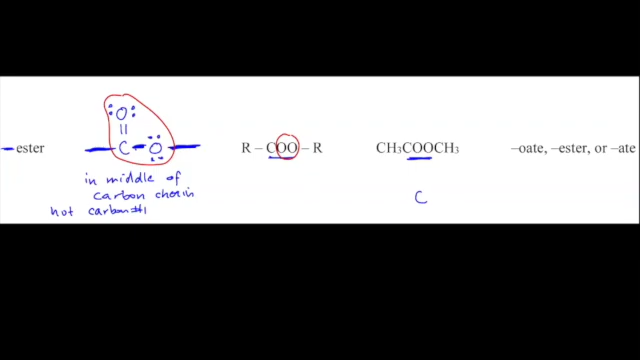 O
||
– ester – C – O – R – COO – R CH3COOCH3 –oate, –ester, or –ate
in middle of
carbon chain C
not carbon #1